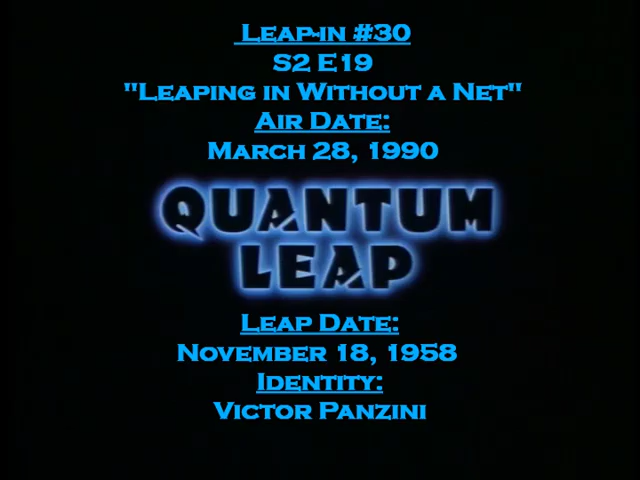 Leap-in #30
S2 E19
"Leaping in Without a Net"
Air Date:
March 28, 1990
QUANTUM
LEAP
Leap Date:
November 18, 1958
Identity:
Victor Panzini